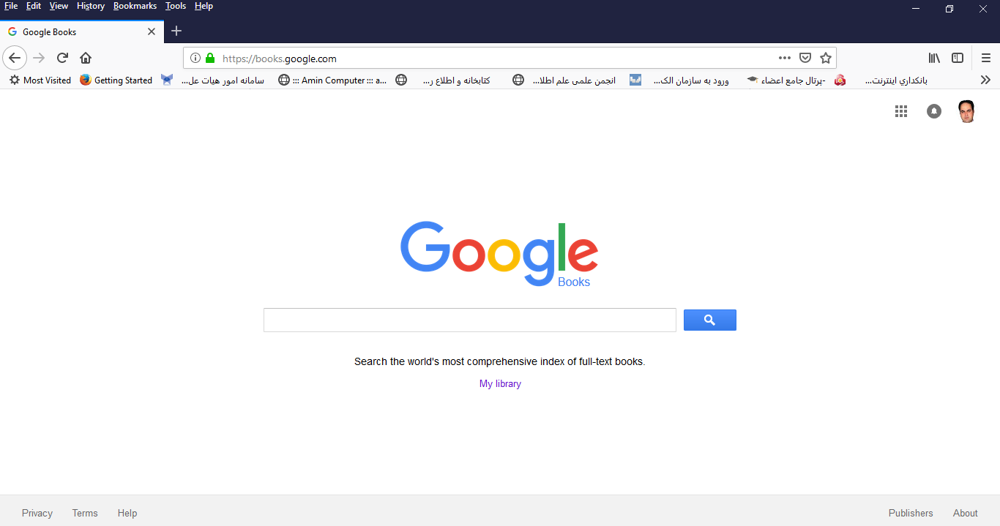 File Edit View History Bookmarks Tools Help
Google Books
https://books.google.com
Most Visited Getting Started سامانه امور هیات عل... ::: Amin Computer ::: a... کتابخانه و اطلاع ر... انجمن علمی علم اطلا... ورود به سازمان الک... -پرتال جامع اعضاء بانکداري اينترنت...
Google
Books
Search the world's most comprehensive index of full-text books.
My library
Privacy Terms Help Publishers About